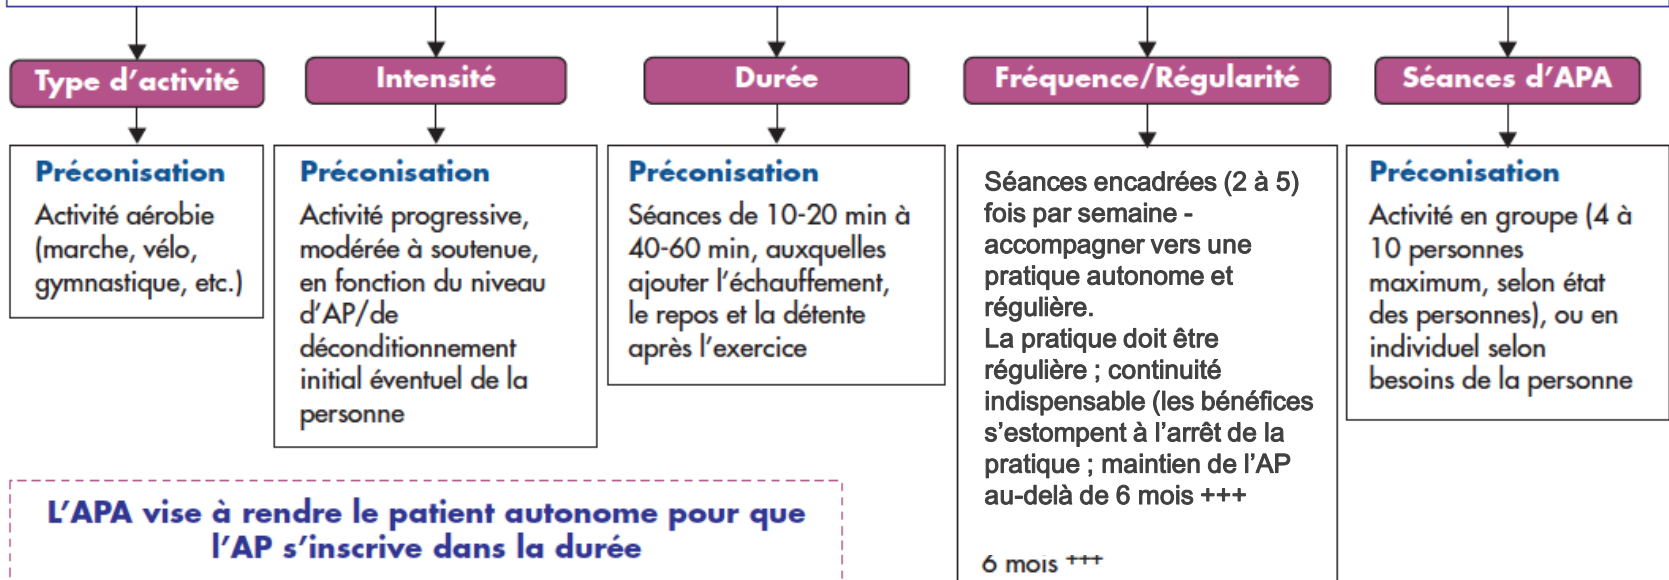 Type d'activité
Intensité
Durée
Fréquence/Régularité
Séances d'APA
Préconisation
Activité aérobie
(marche, vélo,
gymnastique, etc.)
Préconisation
Activité progressive,
modérée à soutenue,
en fonction du niveau
d'AP/de
déconditionnement
initial éventuel de la
personne
Préconisation
Séances de 10-20 min à
40-60 min, auxquelles
ajouter l'échauffement,
le repos et la détente
après l'exercice
Séances encadrées (2 à 5)
fois par semaine -
accompagner vers une
pratique autonome et
régulière.
La pratique doit être
régulière ; continuité
indispensable (les bénéfices
s'estompent à l'arrêt de la
pratique ; maintien de l'AP
au-delà de 6 mois +++
6 mois +++
Préconisation
Activité en groupe (4 à
10 personnes
maximum, selon état
des personnes), ou en
individuel selon
besoins de la personne
L'APA vise à rendre le patient autonome pour que
l'AP s'inscrive dans la durée